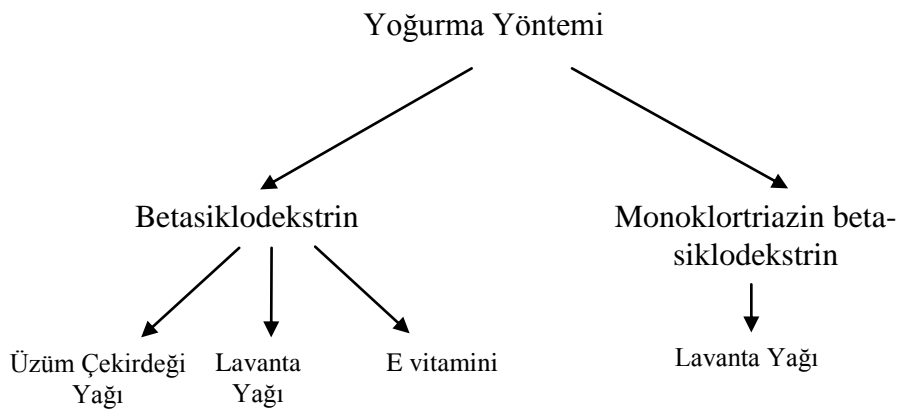 Yoğurma Yöntemi
Betasiklodekstrin
Monoklortriazin beta-
siklodekstrin
Üzüm Çekirdeği
Yağı
Lavanta
Yağı
E vitamini
Lavanta Yağı